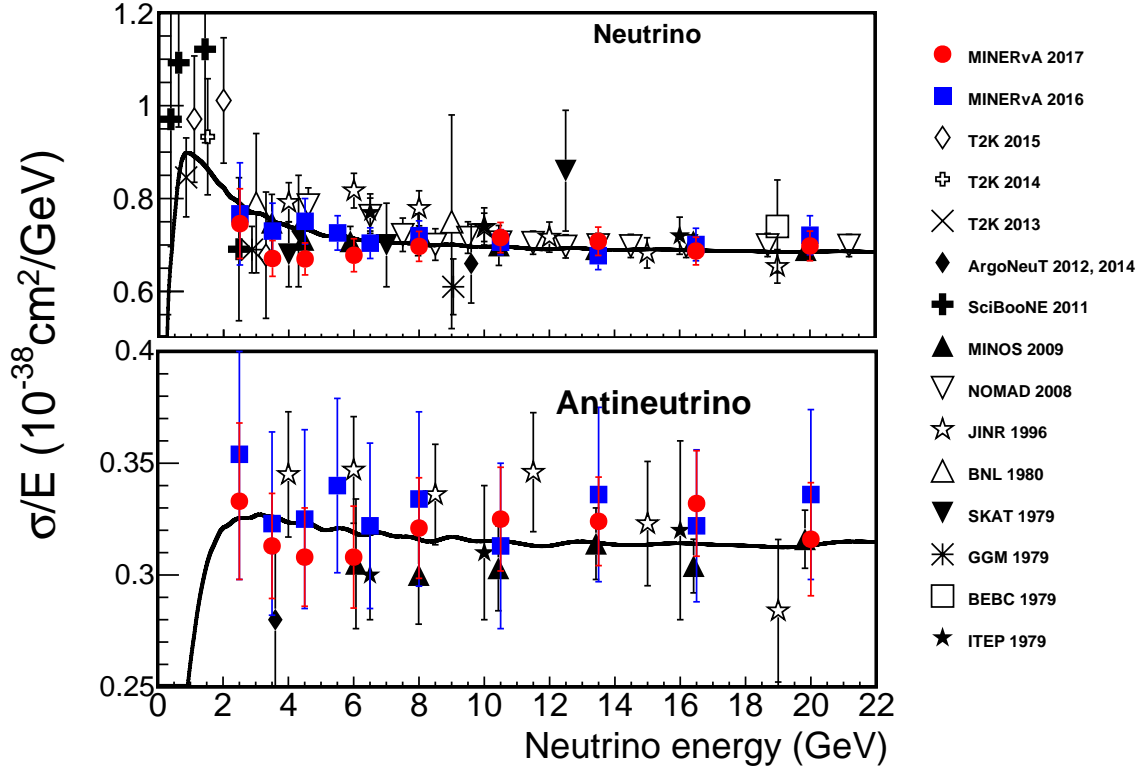 1.2
Neutrino
1
0.8
0.6
0.4
Antineutrino
0.35
0.3
0.25
0 2 4 6 8 10 12 14 16 18 20 22
Neutrino energy (GeV)
σ/E (10⁻³⁸cm²/GeV)
MINERvA 2017
MINERvA 2016
T2K 2015
T2K 2014
T2K 2013
ArgoNeuT 2012, 2014
SciBooNE 2011
MINOS 2009
NOMAD 2008
JINR 1996
BNL 1980
SKAT 1979
GGM 1979
BEBC 1979
ITEP 1979